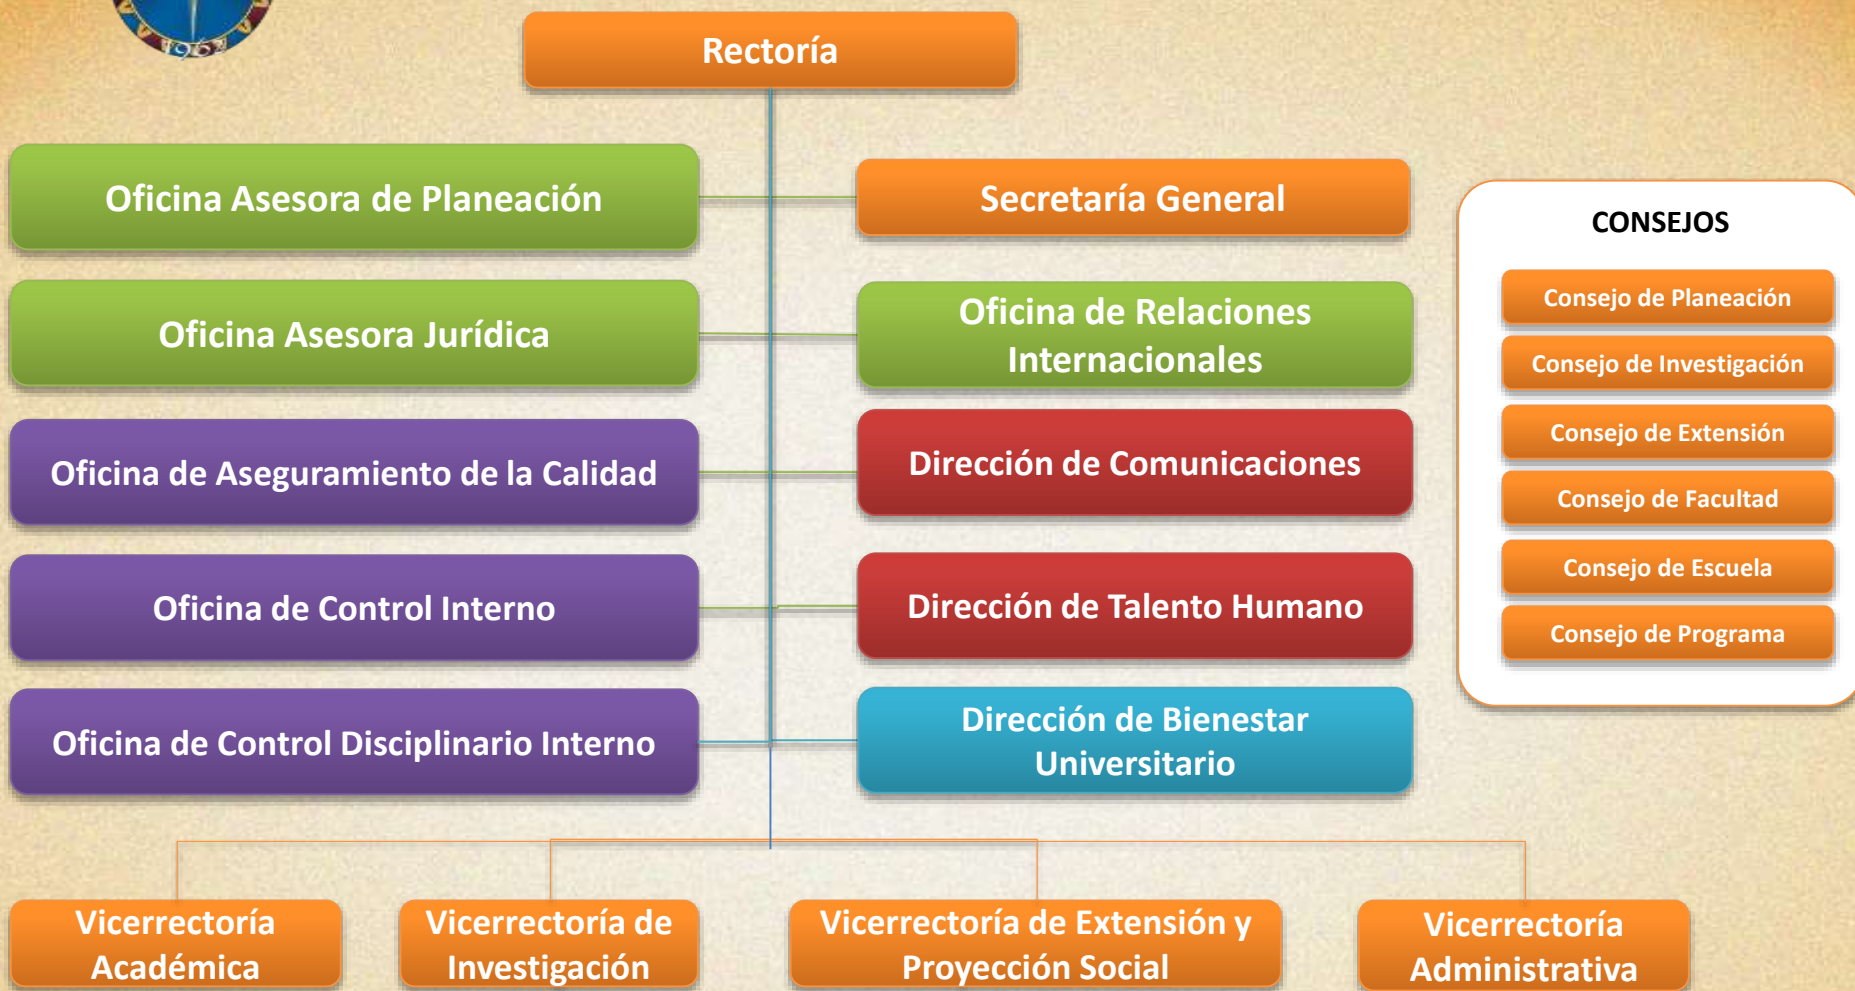 1962
Rectoría
Oficina Asesora de Planeación
Secretaría General
Oficina Asesora Jurídica
Oficina de Relaciones
Internacionales
Oficina de Aseguramiento de la Calidad
Dirección de Comunicaciones
Oficina de Control Interno
Dirección de Talento Humano
Oficina de Control Disciplinario Interno
Dirección de Bienestar
Universitario
CONSEJOS
Consejo de Planeación
Consejo de Investigación
Consejo de Extensión
Consejo de Facultad
Consejo de Escuela
Consejo de Programa
Vicerrectoría
Académica
Vicerrectoría de
Investigación
Vicerrectoría de Extensión y
Proyección Social
Vicerrectoría
Administrativa